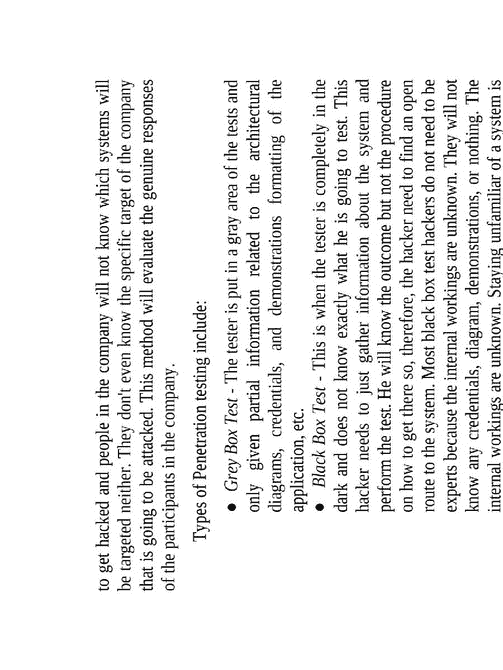 to get hacked and people in the company will not know which systems will
be targeted neither. They don't even know the specific target of the company
that is going to be attacked. This method will evaluate the genuine responses
of the participants in the company.
Types of Penetration testing include:
● Grey Box Test - The tester is put in a gray area of the tests and
only given partial information related to the architectural
diagrams, credentials, and demonstrations formatting of the
application, etc.
● Black Box Test - This is when the tester is completely in the
dark and does not know exactly what he is going to test. This
hacker needs to just gather information about the system and
perform the test. He will know the outcome but not the procedure
on how to get there so, therefore, the hacker need to find an open
route to the system. Most black box test hackers do not need to be
experts because the internal workings are unknown. They will not
know any credentials, diagram, demonstrations, or nothing. The
internal workings are unknown. Staying unfamiliar of a system is